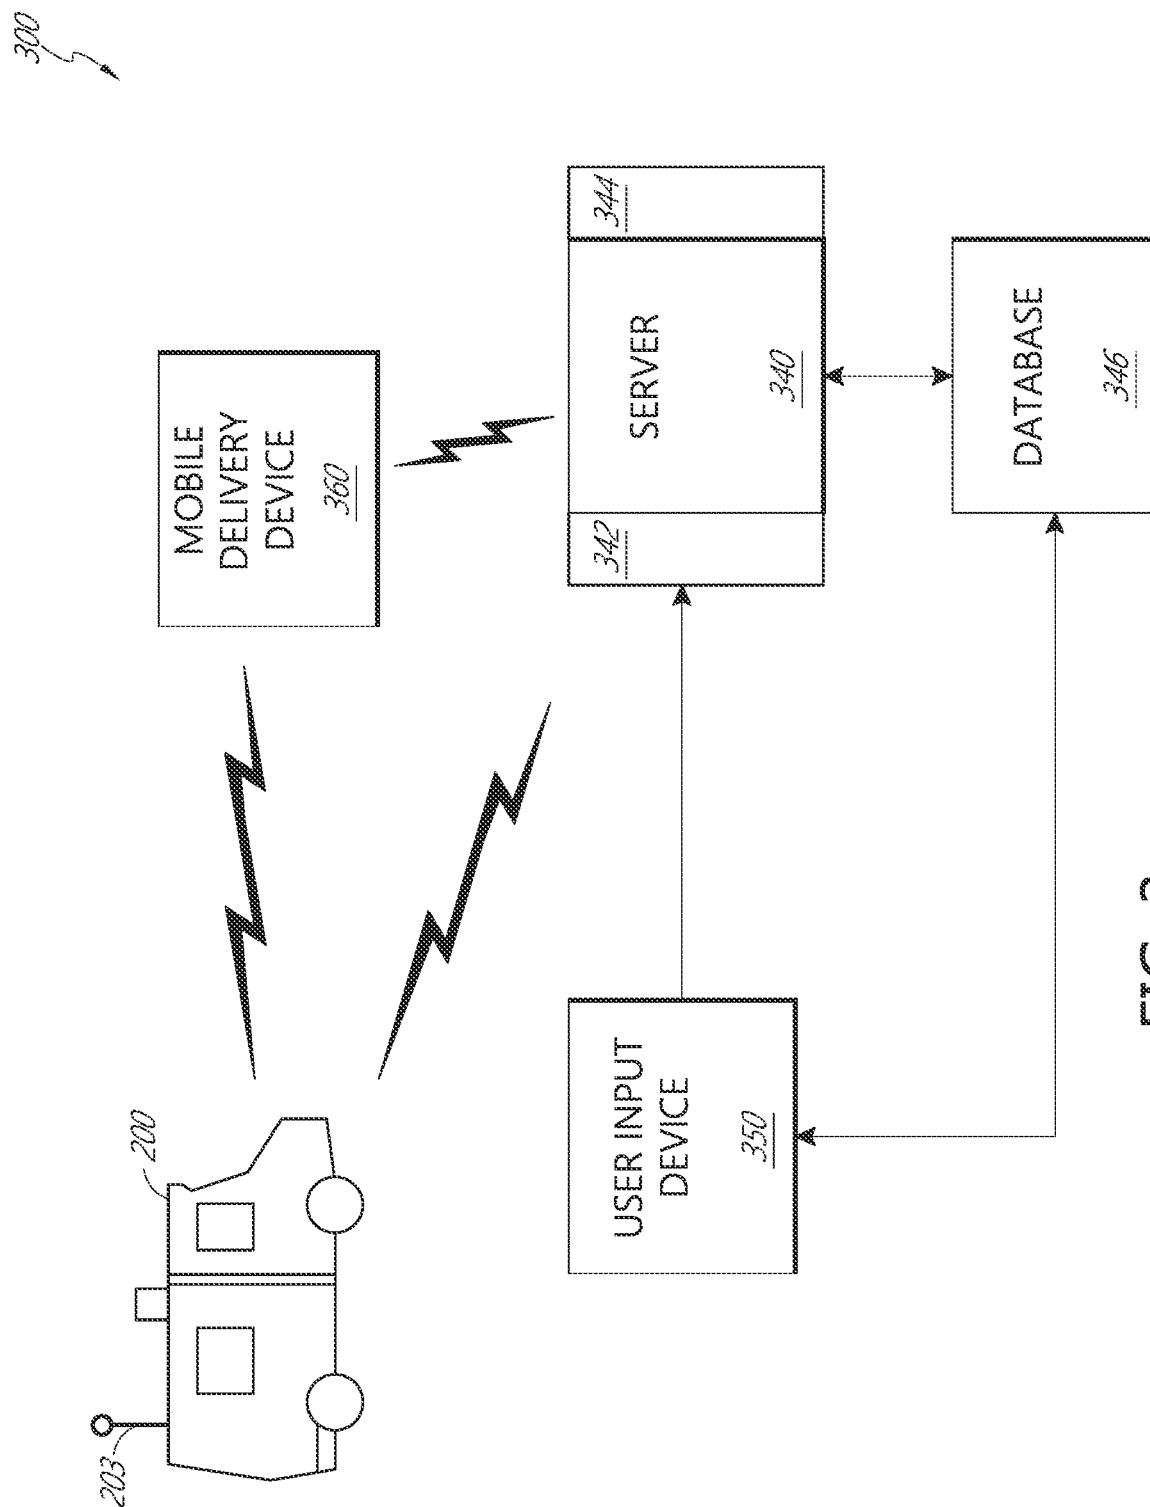 300
200
203
MOBILE
DELIVERY
DEVICE
360
342
SERVER
340
344
USER INPUT
DEVICE
350
DATABASE
346